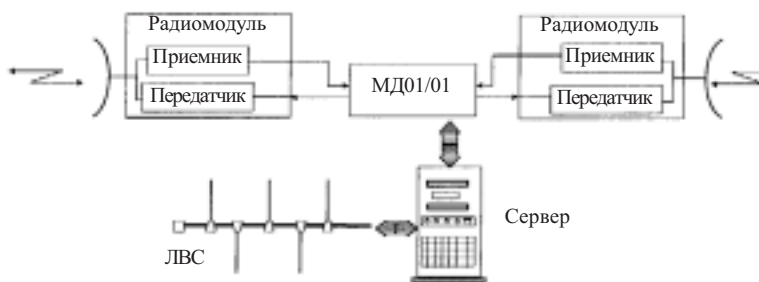 Радиомодуль
Приемник
Передатчик
МД01/01
Радиомодуль
Приемник
Передатчик
Сервер
ЛВС